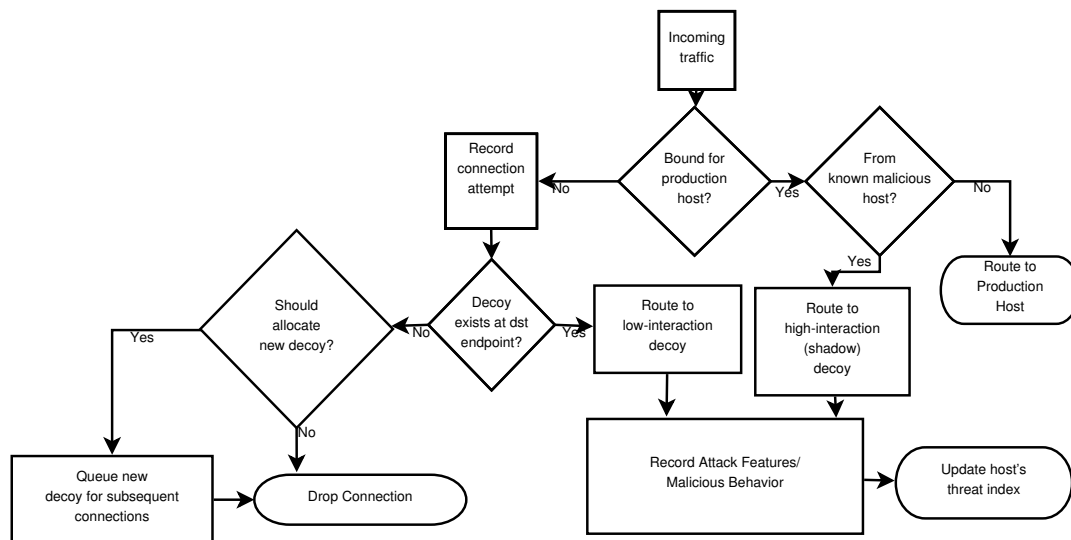 Incoming
traffic
Record
connection
attempt
No
Bound for
production
host?
Yes
From
known malicious
host?
No
Yes
Route to
Production
Host
Should
allocate
new decoy?
Yes
No
Decoy
exists at dst
endpoint?
Yes
Route to
low-interaction
decoy
Route to
high-interaction
(shadow)
decoy
No
Queue new
decoy for subsequent
connections
Drop Connection
Record Attack Features/
Malicious Behavior
Update host's
threat index